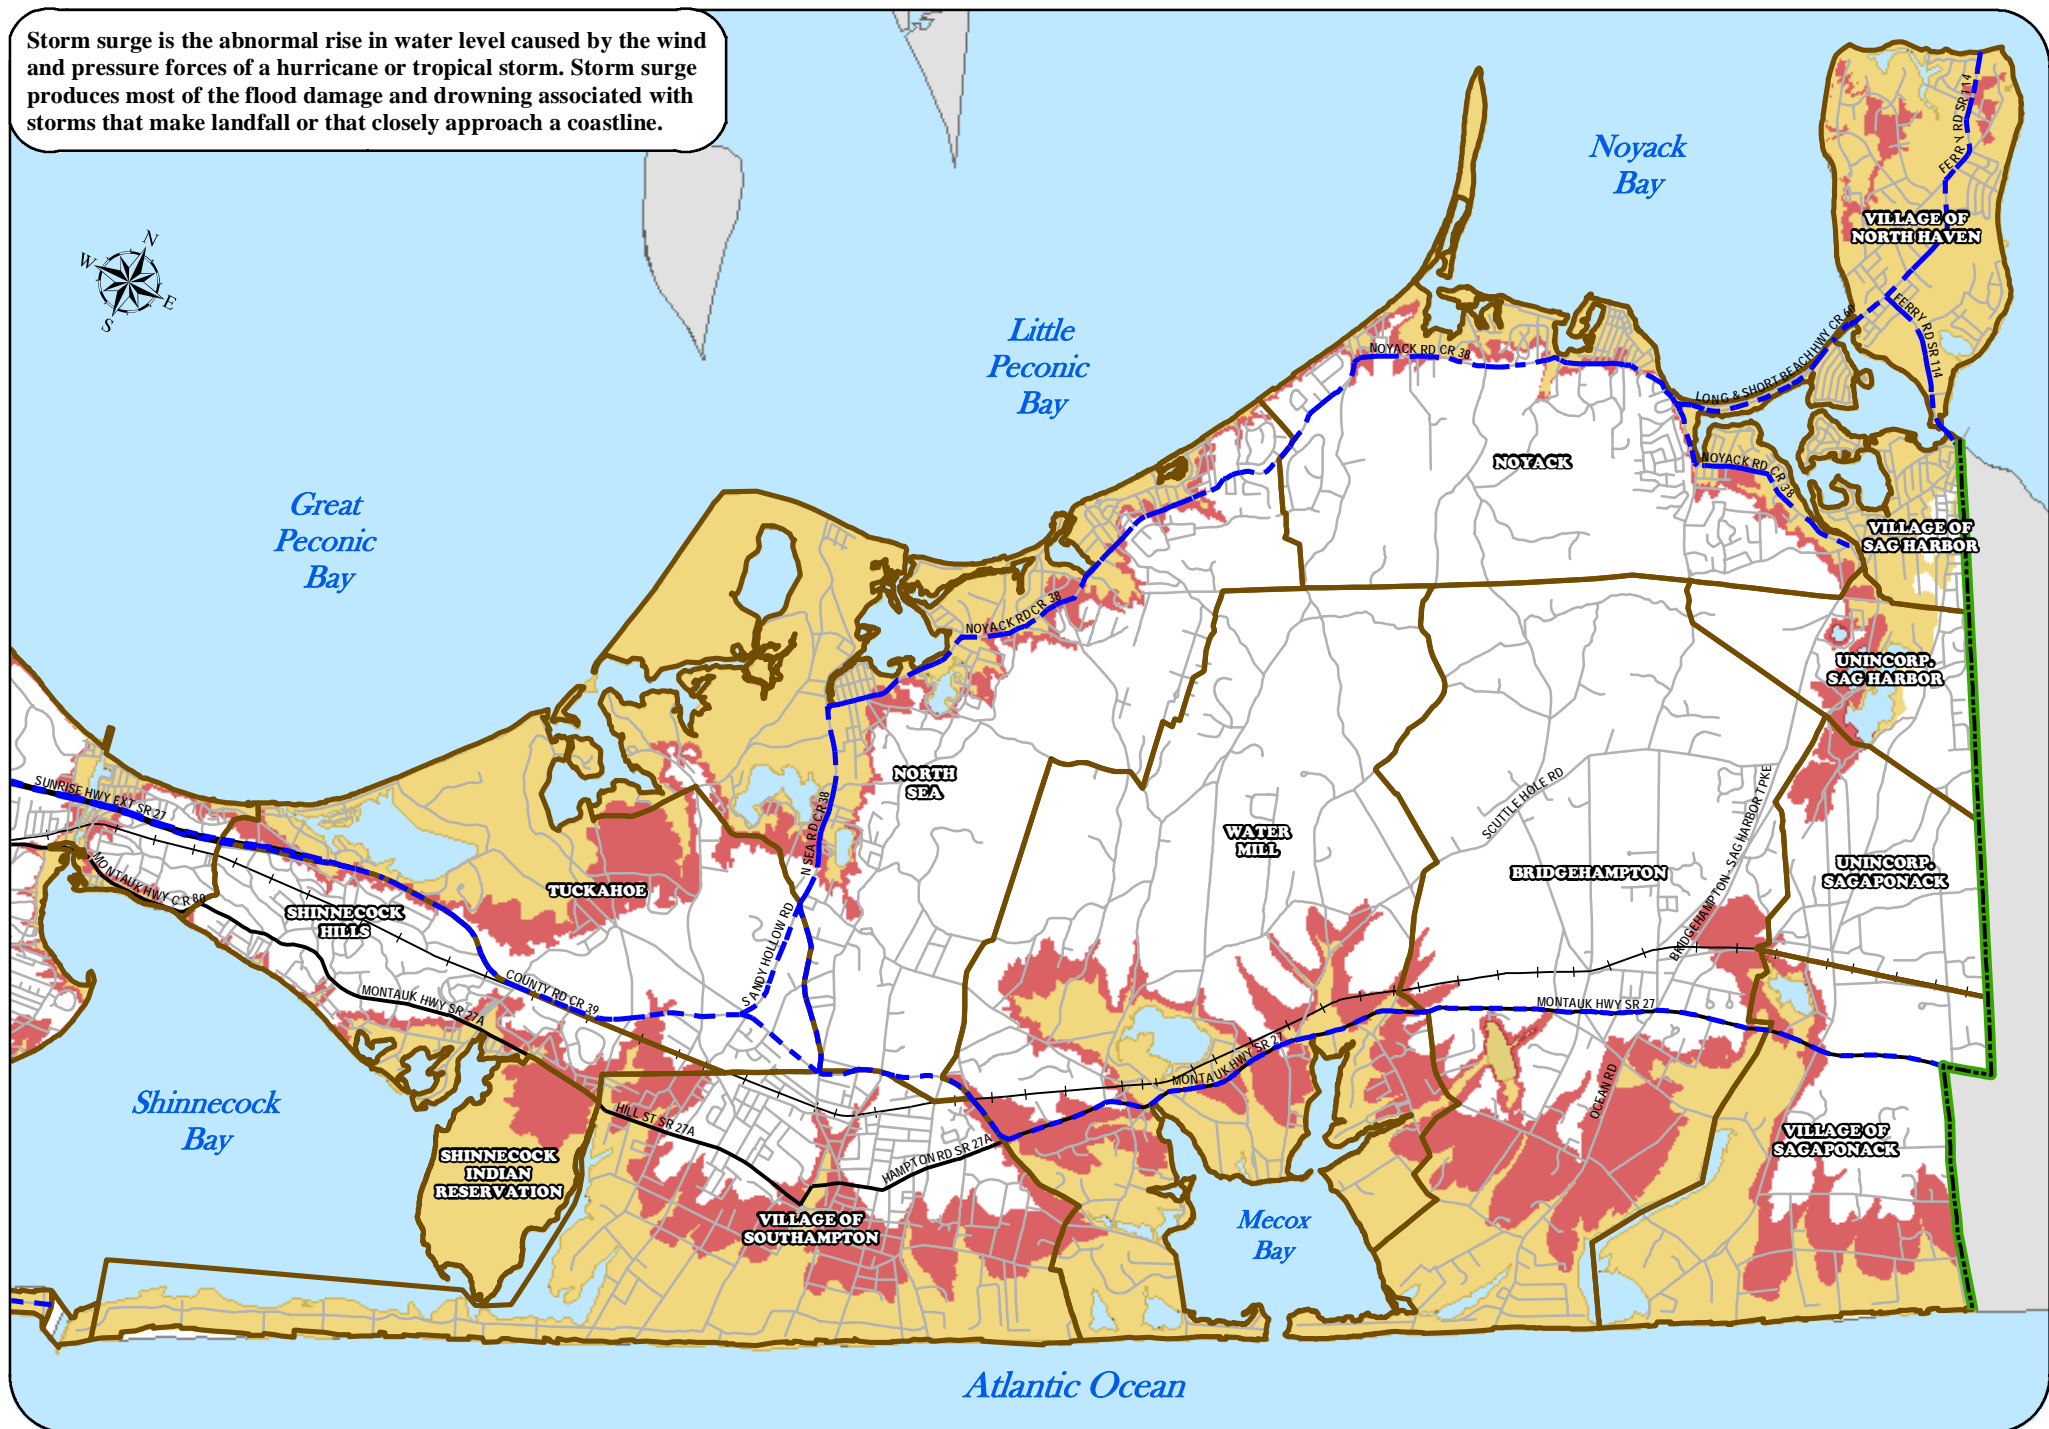 Storm surge is the abnormal rise in water level caused by the wind
and pressure forces of a hurricane or tropical storm. Storm surge
produces most of the flood damage and drowning associated with
storms that make landfall or that closely approach a coastline.
N
W
E
S
Noyack
Bay
FERRY RD SR 114
VILLAGE OF
NORTH HAVEN
FERRY RD SR 114
LONG & SHORT BEACH HWY CR 60
Little
Peconic
Bay
NOYACK RD CR 38
NOYACK
NOYACK RD CR 38
VILLAGE OF
SAG HARBOR
Great
Peconic
Bay
NOYACK RD CR 38
UNINCORP.
SAG HARBOR
SUNRISE HWY EXT SR 27
NORTH
SEA
N SEA RD CR 38
SCUTTLE HOLE RD
BRIDGEHAMPTON - SAG HARBOR TPKE
WATER
MILL
BRIDGEHAMPTON
UNINCORP.
SAGAPONACK
MONTAUK HWY CR 80
TUCKAHOE
SHINNECOCK
HILLS
SANDY HOLLOW RD
COUNTY RD CR 39
MONTAUK HWY SR 27A
MONTAUK HWY SR 27
MONTAUK HWY SR 27
OCEAN RD
Shinnecock
Bay
HILL ST SR 27A
HAMPTON RD SR 27A
VILLAGE OF
SAGAPONACK
SHINNECOCK
INDIAN
RESERVATION
VILLAGE OF
SOUTHAMPTON
Mecox
Bay
Atlantic Ocean